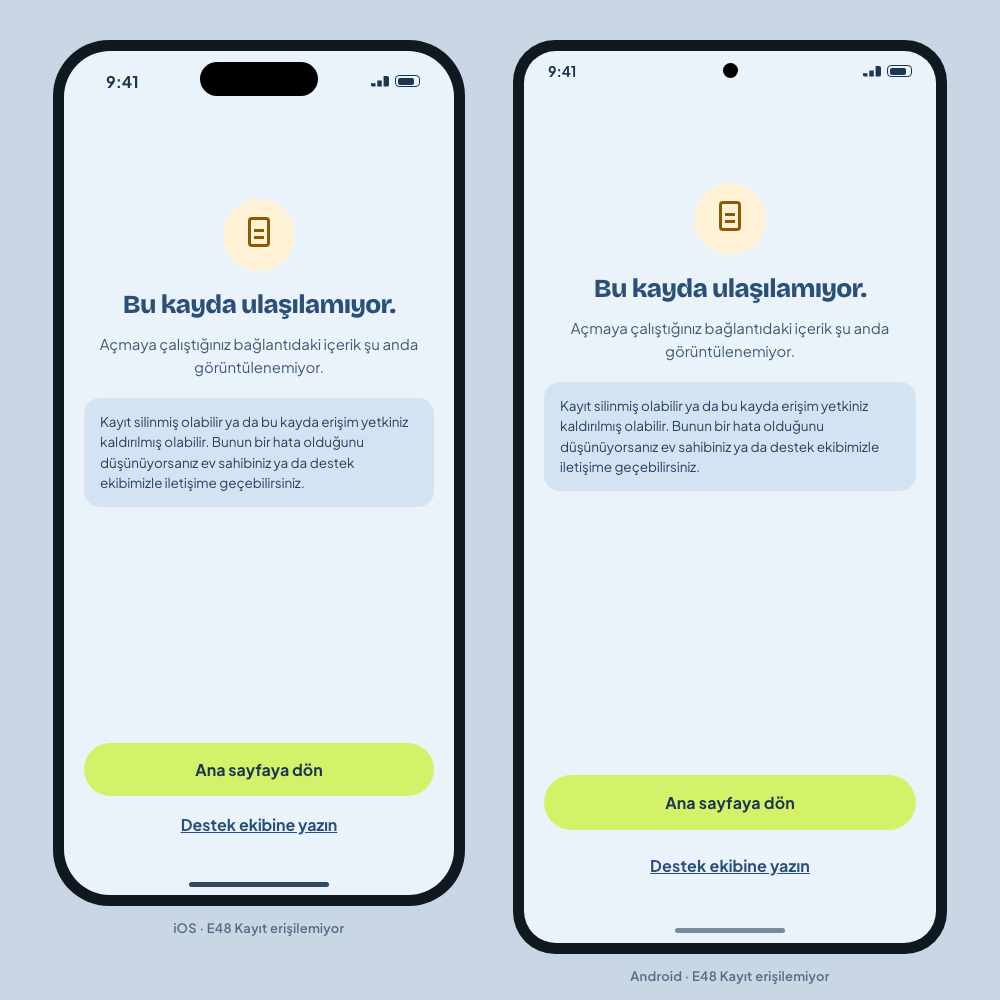 9:41
Bu kayda ulaşılamıyor.
Açmaya çalıştığınız bağlantıdaki içerik şu anda
görüntülenemiyor.
Kayıt silinmiş olabilir ya da bu kayda erişim yetkiniz
kaldırılmış olabilir. Bunun bir hata olduğunu
düşünüyorsanız ev sahibiniz ya da destek
ekibimizle iletişime geçebilirsiniz.
Ana sayfaya dön
Destek ekibine yazın
iOS · E48 Kayıt erişilemiyor
9:41
Bu kayda ulaşılamıyor.
Açmaya çalıştığınız bağlantıdaki içerik şu anda
görüntülenemiyor.
Kayıt silinmiş olabilir ya da bu kayda erişim yetkiniz
kaldırılmış olabilir. Bunun bir hata olduğunu
düşünüyorsanız ev sahibiniz ya da destek ekibimizle
iletişime geçebilirsiniz.
Ana sayfaya dön
Destek ekibine yazın
Android · E48 Kayıt erişilemiyor